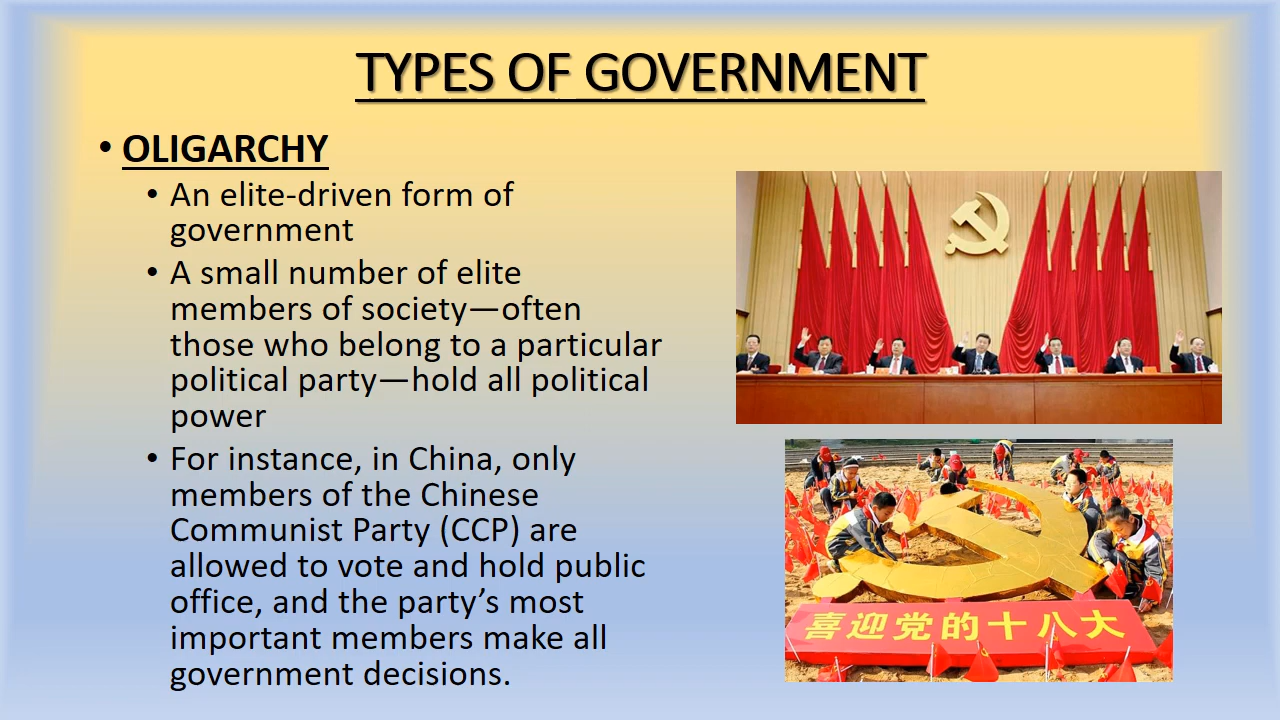 TYPES OF GOVERNMENT
• OLIGARCHY
• An elite-driven form of
government
• A small number of elite
members of society—often
those who belong to a particular
political party—hold all political
power
• For instance, in China, only
members of the Chinese
Communist Party (CCP) are
allowed to vote and hold public
office, and the party’s most
important members make all
government decisions.
喜迎党的十八大